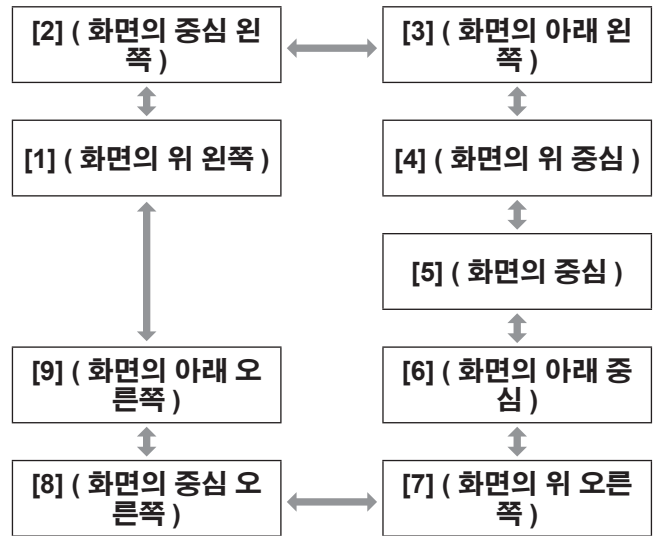 [2] ( 화면의 중심 왼
쪽 )
[3] ( 화면의 아래 왼
쪽 )
[1] ( 화면의 위 왼쪽 )
[4] ( 화면의 위 중심 )
[5] ( 화면의 중심 )
[9] ( 화면의 아래 오
른쪽 )
[6] ( 화면의 아래 중
심 )
[8] ( 화면의 중심 오
른쪽 )
[7] ( 화면의 위 오른
쪽 )